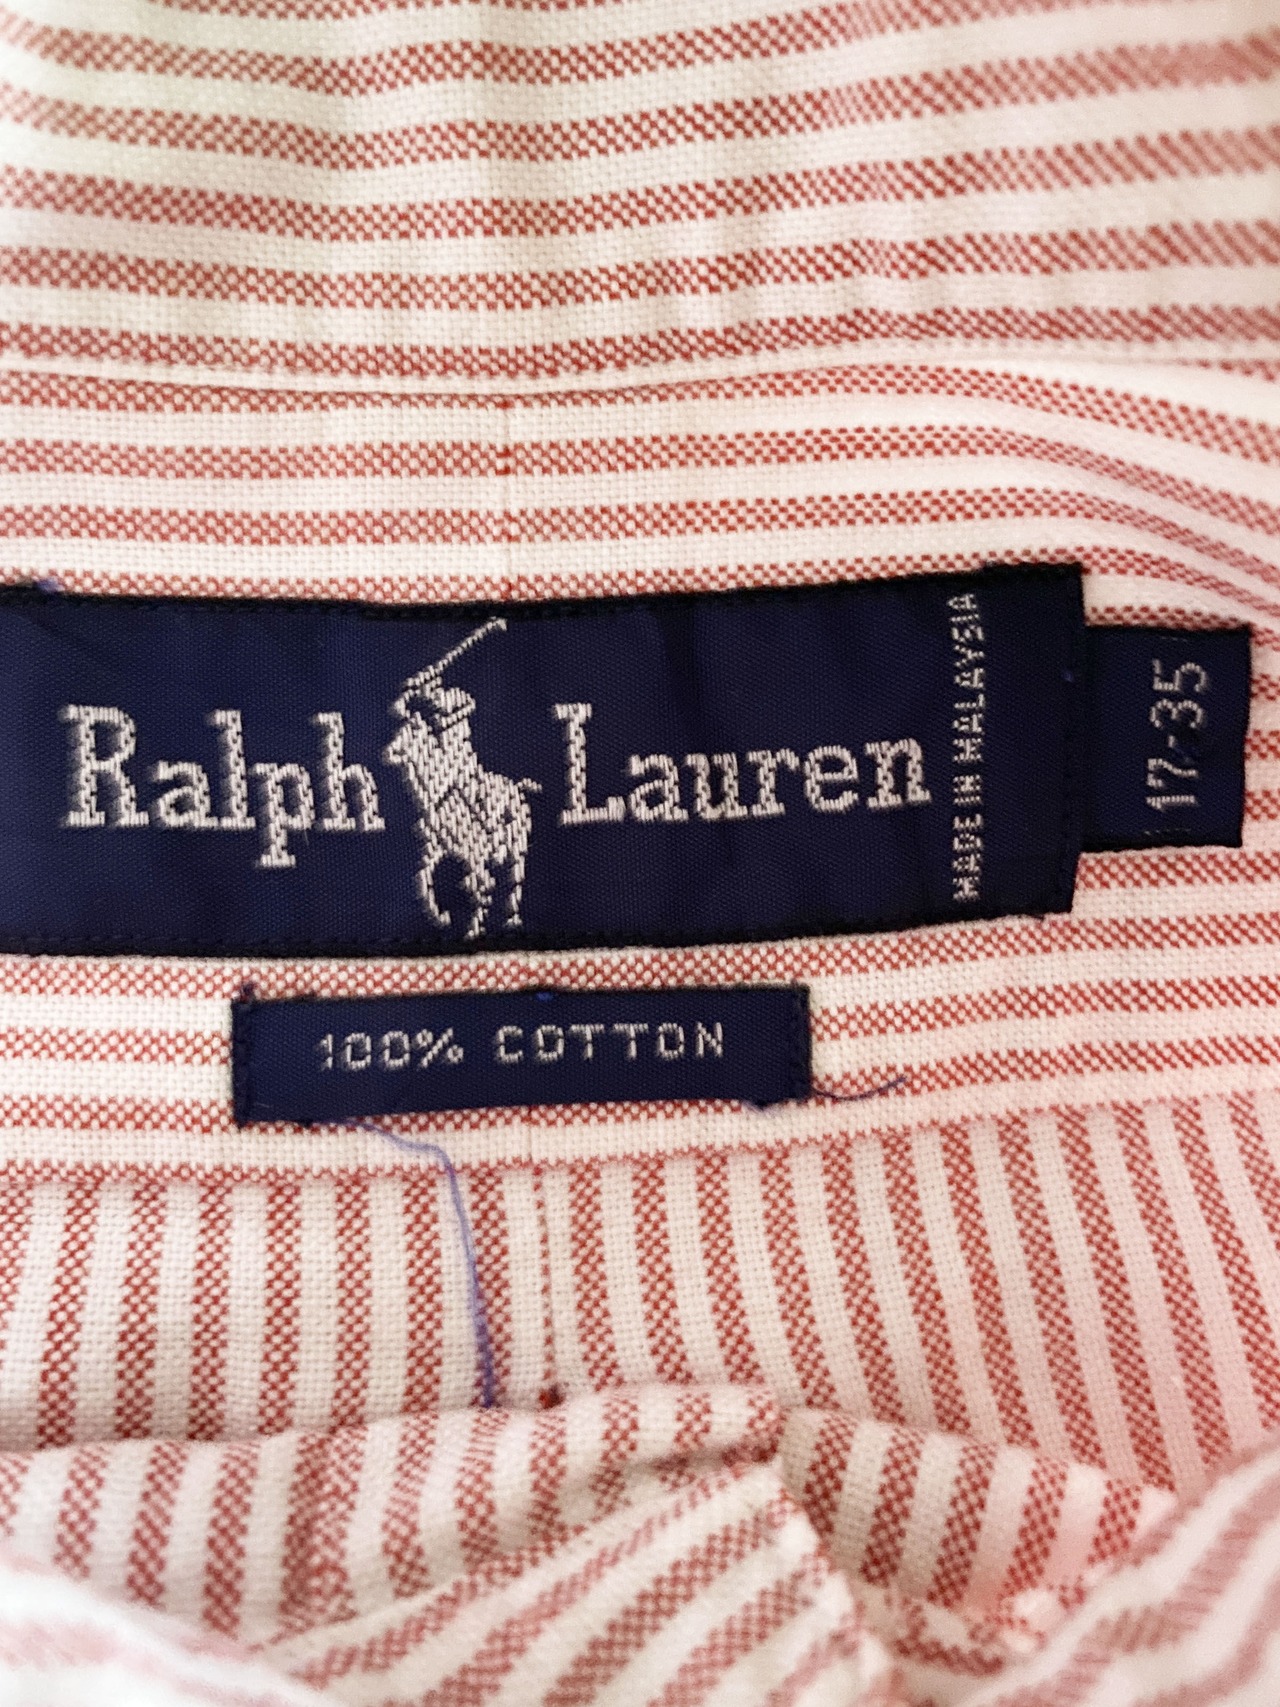 Ralph Lauren
MADE IN MALAYSIA
17-35
100% COTTON